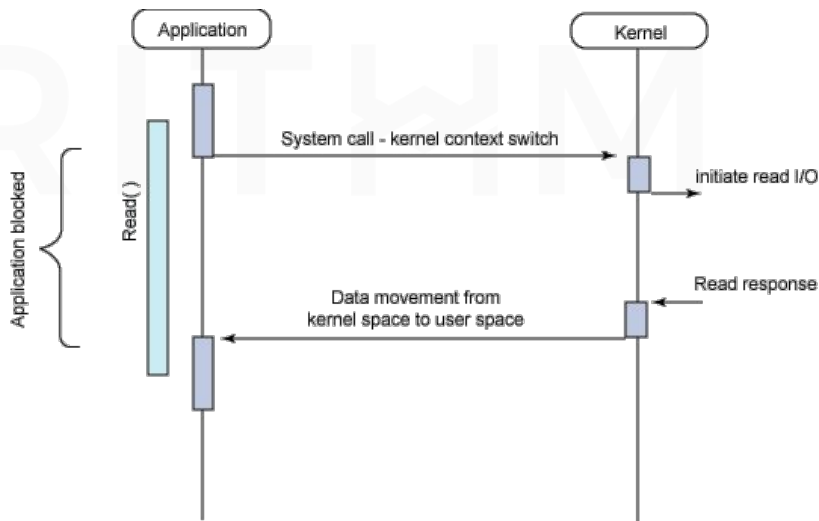 Application
Kernel
System call - kernel context switch
initiate read I/O
Application blocked
Read( )
Read response
Data movement from
kernel space to user space